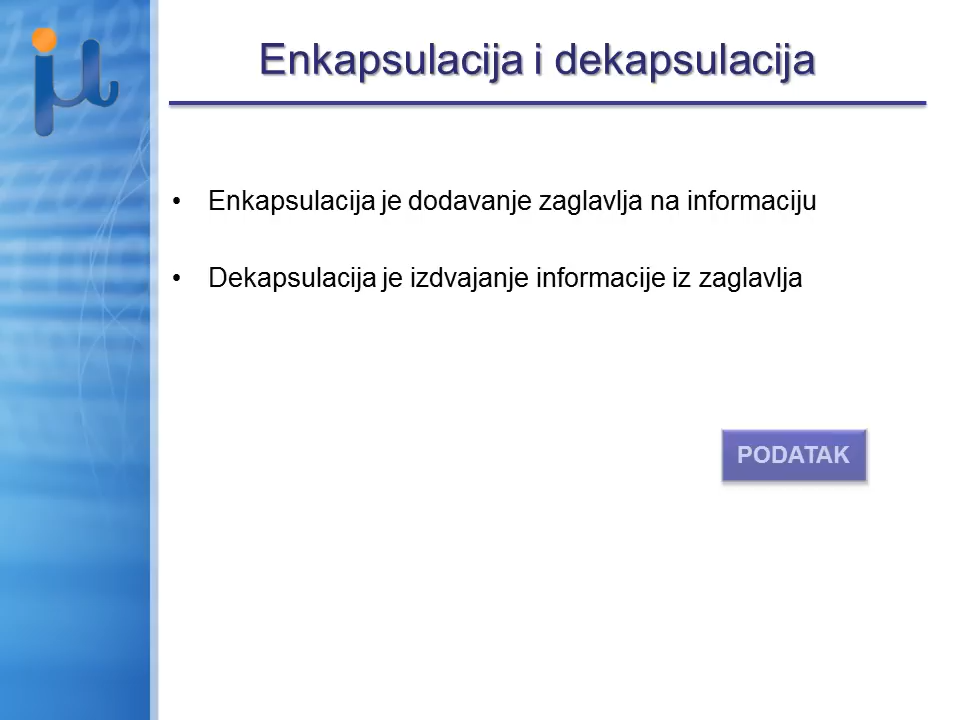 Enkapsulacija i dekapsulacija
• Enkapsulacija je dodavanje zaglavlja na informaciju
• Dekapsulacija je izdvajanje informacije iz zaglavlja
PODATAK